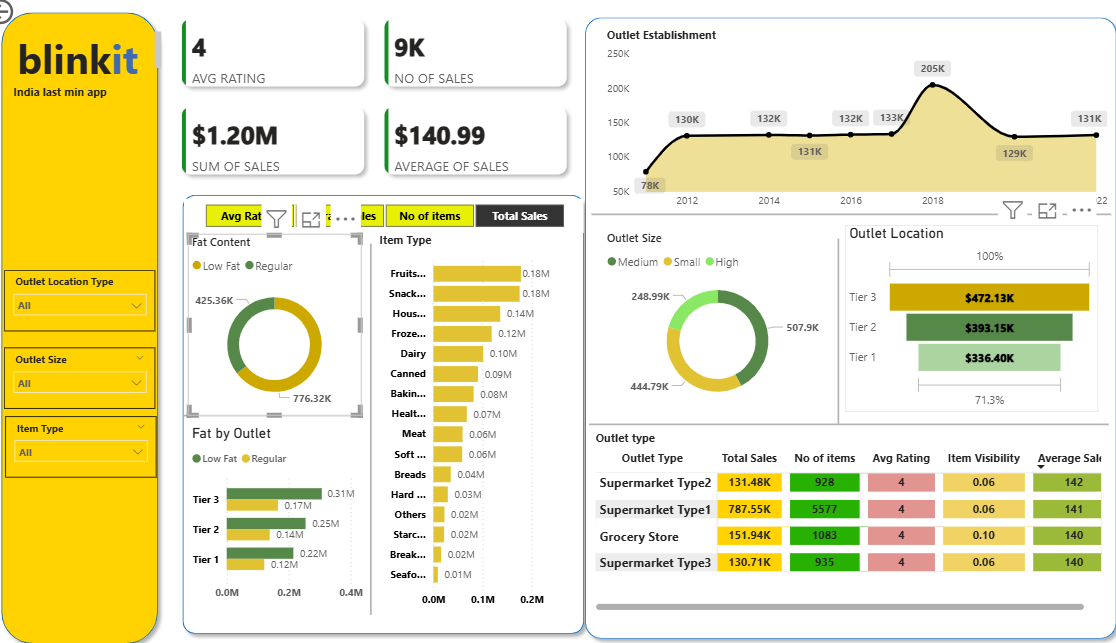 blinkit
India last min app
Outlet Location Type
All
Outlet Size
All
Item Type
All
4
AVG RATING
9K
NO OF SALES
$1.20M
SUM OF SALES
$140.99
AVERAGE OF SALES
Avg Rat
les
No of items
Total Sales
Fat Content
Low Fat Regular
425.36K
776.32K
Fat by Outlet
Low Fat Regular
Tier 3 0.31M
0.17M
Tier 2 0.25M
0.14M
Tier 1 0.22M
0.12M
0.0M 0.2M 0.4M
Item Type
Fruits... 0.18M
Snack... 0.18M
Hous... 0.14M
Froze... 0.12M
Dairy 0.10M
Canned 0.09M
Bakin... 0.08M
Healt... 0.07M
Meat 0.06M
Soft ... 0.06M
Breads 0.04M
Hard ... 0.03M
Others 0.02M
Starc... 0.02M
Break... 0.02M
Seafo... 0.01M
0.0M 0.1M 0.2M
Outlet Establishment
250K
200K
150K
100K
50K
78K
130K
132K
131K
132K
133K
205K
129K
131K
2012 2014 2016 2018 22
Outlet Size
Medium Small High
248.99K
507.9K
444.79K
Outlet Location
100%
Tier 3 $472.13K
Tier 2 $393.15K
Tier 1 $336.40K
71.3%
Outlet type
Outlet Type Total Sales No of items Avg Rating Item Visibility Average Sale
Supermarket Type2 131.48K 928 4 0.06 142
Supermarket Type1 787.55K 5577 4 0.06 141
Grocery Store 151.94K 1083 4 0.10 140
Supermarket Type3 130.71K 935 4 0.06 140